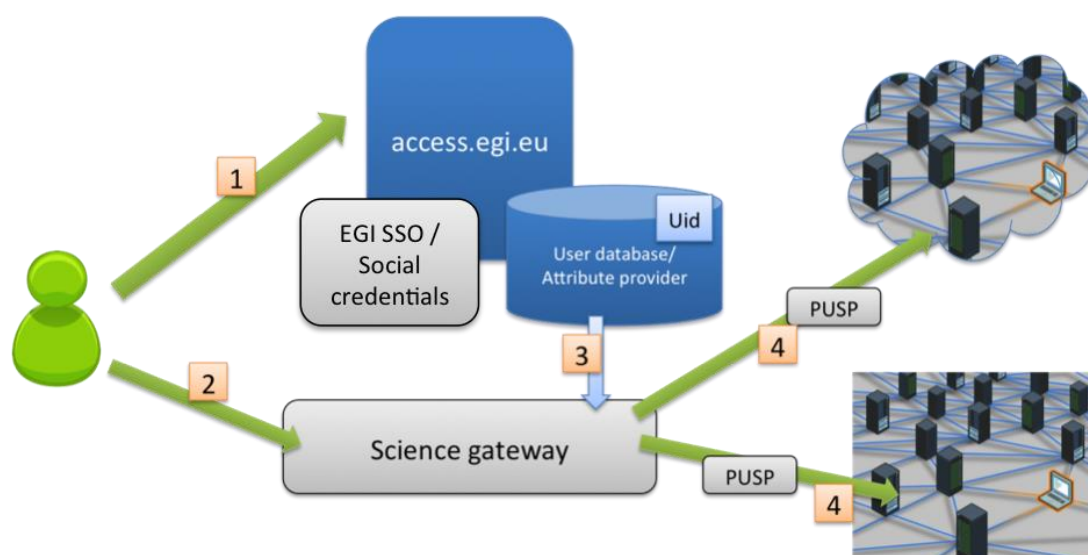 access.egi.eu
1
EGI SSO /
Social
credentials
Uid
User database/
Attribute provider
PUSP
3
4
2
Science gateway
PUSP
4